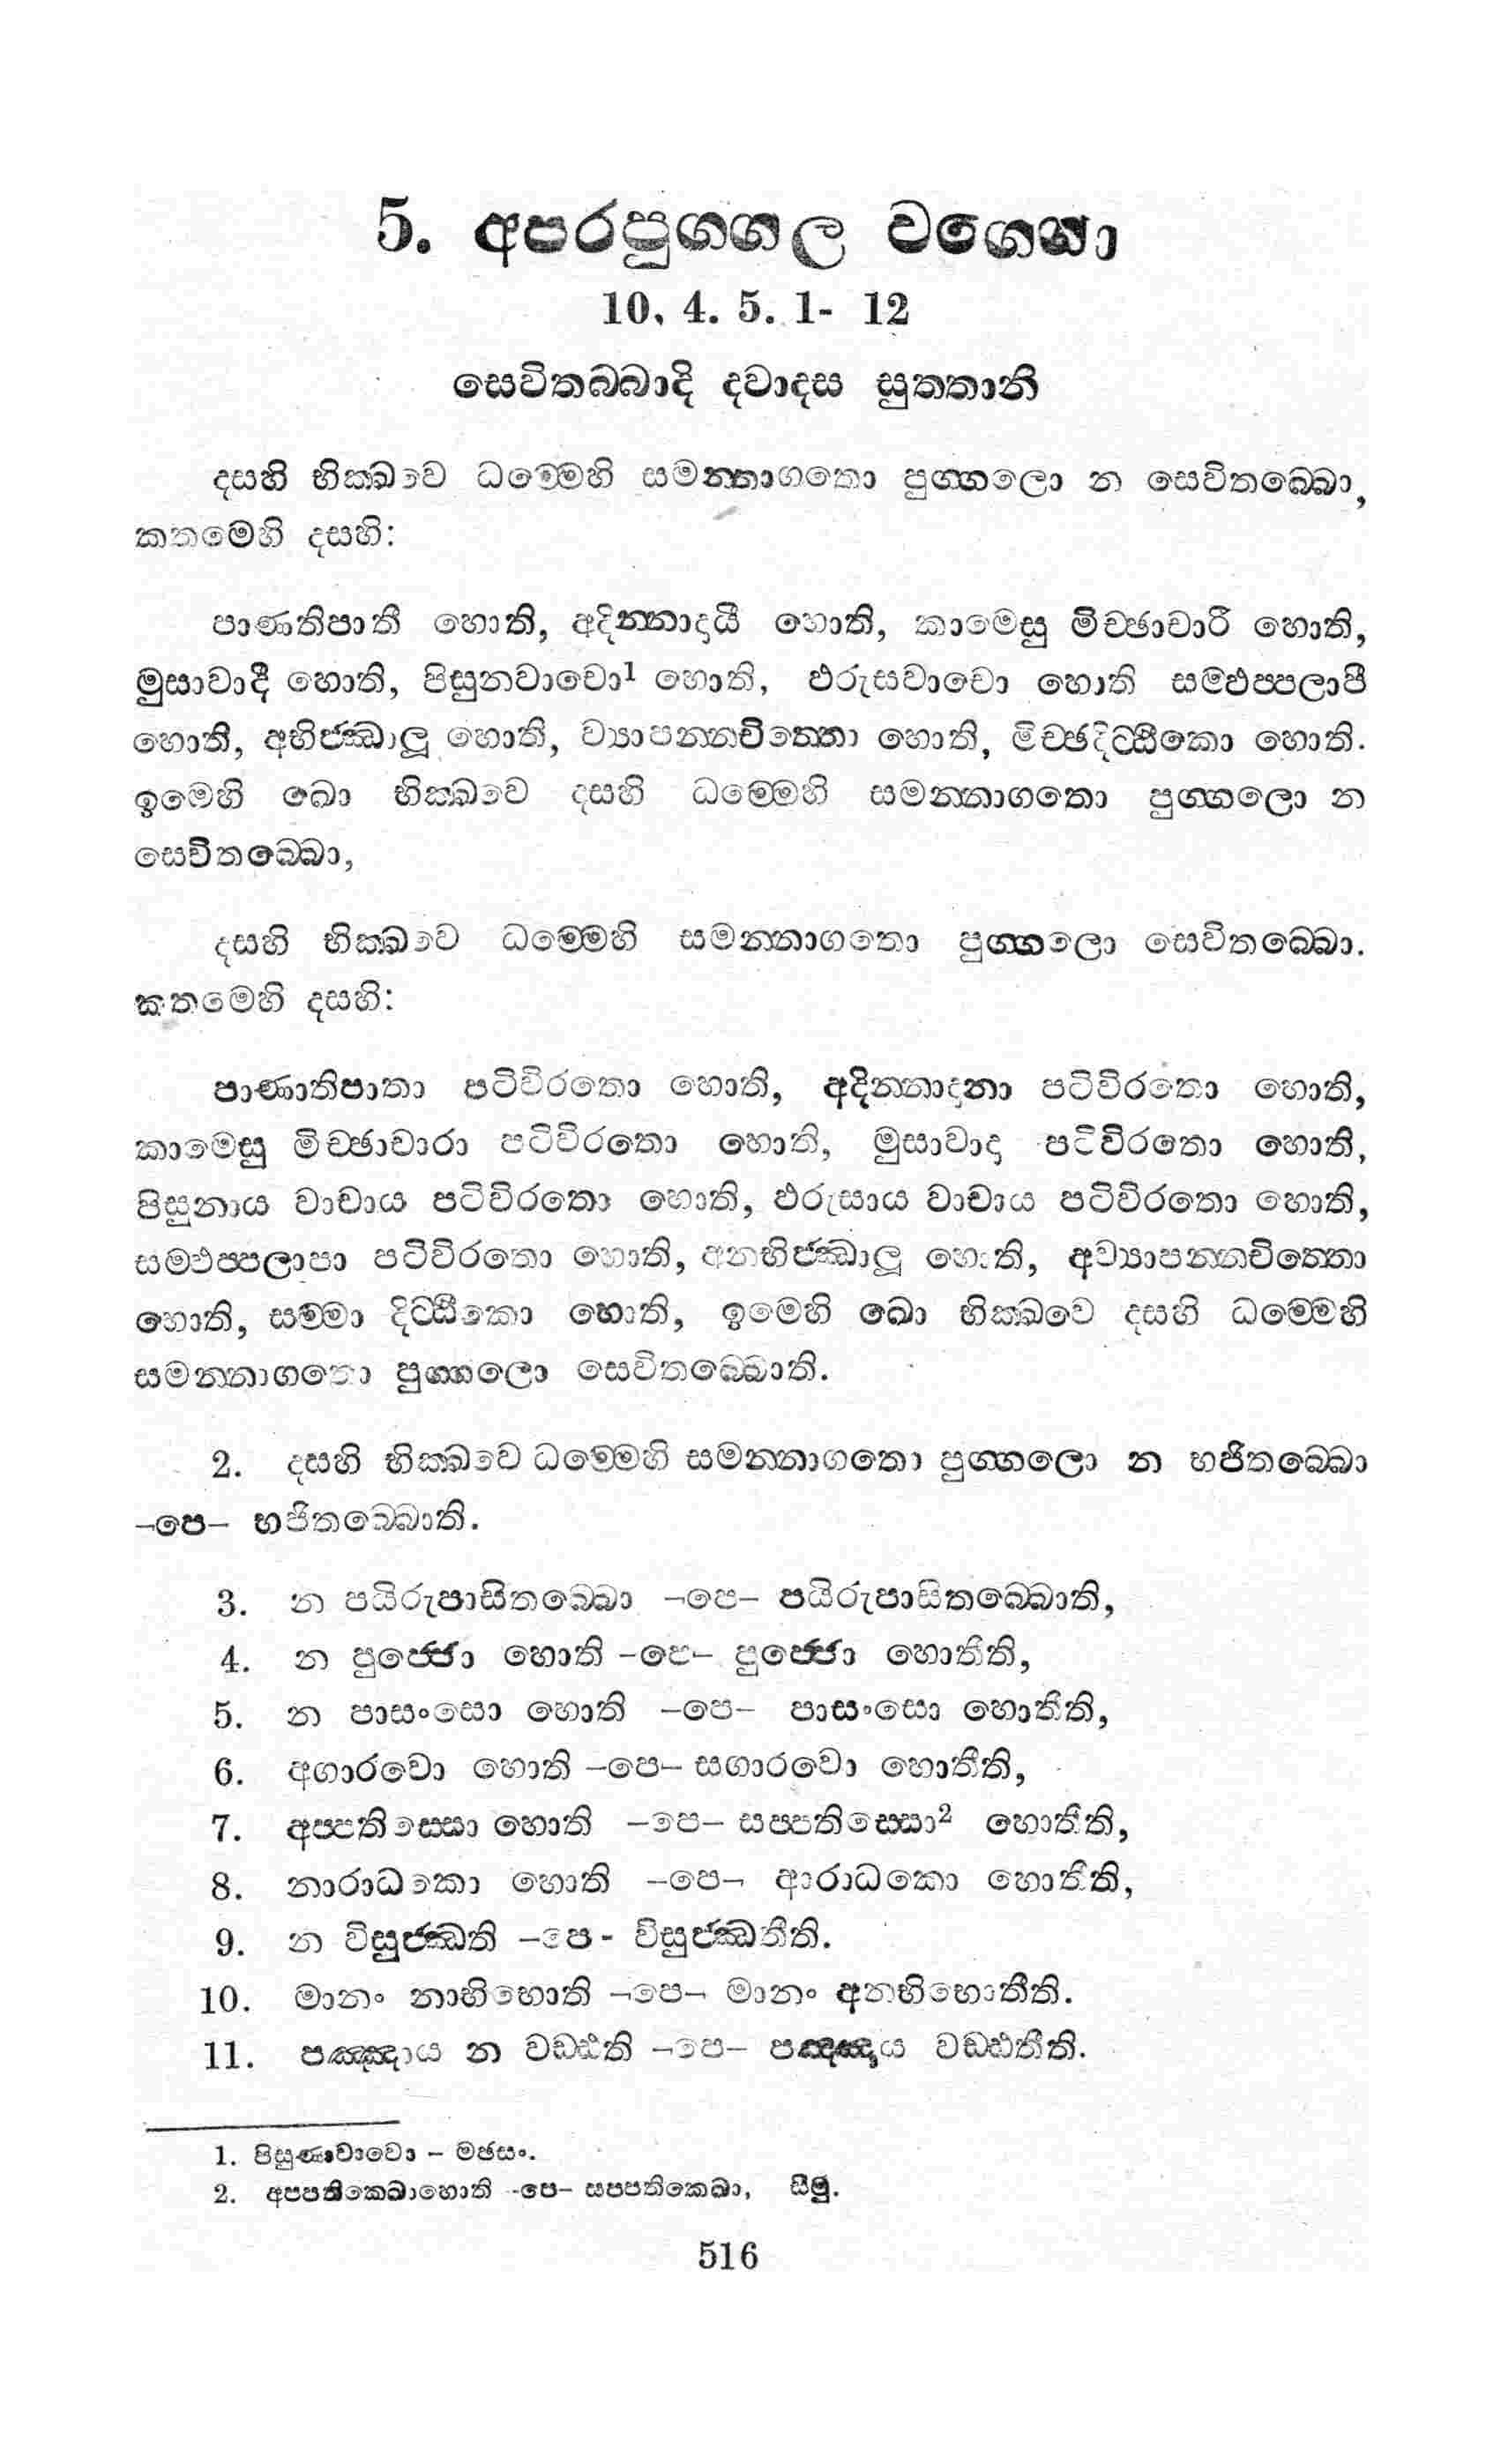 5. අපරපුග්ගල වග්ගො
10, 4. 5. 1- 12
සෙවිතබ්බාදි ද්වාදස සුත්තානි
දසහි භික්ඛවෙ ධම්මෙහි සමන්නාගතො පුග්ගලො න සෙවිතබ්බො,
කතමෙහි දසහි:
පාණතිපාතී හොති, අදින්නාදායී හොති, කාමෙසු මිච්ඡාචාරී හොති,
මුසාවාදී හොති, පිසුනවාචො1 හොති, ඵරුසවාචො හොති සම්ඵප්පලාපී
හොති, අභිජ්ඣාලූ හොති, ව්‍යාපන්නචිත්තො හොති, මිච්ඡදිට්ඨිකො හොති.
ඉමෙහි ඛො භික්ඛවෙ දසහි ධම්මෙහි සමන්නාගතො පුග්ගලො න
සෙවිතබ්බො,
දසහි භික්ඛවෙ ධම්මෙහි සමන්නාගතො පුග්ගලො සෙවිතබ්බො.
කතමෙහි දසහි:
පාණාතිපාතා පටිවිරතො හොති, අදින්නාදානා පටිවිරතො හොති,
කාමෙසු මිච්ඡාචාරා පටිවිරතො හොති, මුසාවාදා පටිවිරතො හොති,
පිසුනාය වාචාය පටිවිරතො හොති, ඵරුසාය වාචාය පටිවිරතො හොති,
සම්ඵප්පලාපා පටිවිරතො හොති, අනභිජ්ඣාලූ හොති, අව්‍යාපන්නචිත්තො
හොති, සම්මා දිට්ඨිකො හොති, ඉමෙහි ඛො භික්ඛවෙ දසහි ධම්මෙහි
සමන්නාගතො පුග්ගලො සෙවිතබ්බොති.
2. දසහි භික්ඛවෙ ධම්මෙහි සමන්නාගතො පුග්ගලො න භජිතබ්බො
-පෙ- භජිතබ්බොති.
3. න පයිරුපාසිතබ්බො -පෙ- පයිරුපාසිතබ්බොති,
4. න පුජ්ජො හොති -පෙ- පුජ්ජො හොතීති,
5. න පාසංසො හොති -පෙ- පාසංසො හොතීති,
6. අගාරවො හොති -පෙ- සගාරවො හොතීති,
7. අප්පතිස්සො හොති -පෙ- සප්පතිස්සො2 හොතීති,
8. නාරාධකො හොති -පෙ- ආරාධකො හොතීති,
9. න විසුජ්ඣති -පෙ- විසුජ්ඣතීති.
10. මානං නාභිභොති -පෙ- මානං අනභිභොතීති.
11. පඤ්ඤාය න වඩ්ඪති -පෙ- පඤ්ඤාය වඩ්ඪතීති.
1. පිසුණාවාචො - මඡසං.
2. අප්පතික්ඛොහොති -පෙ- සප්පතික්ඛො, සීමු.
516